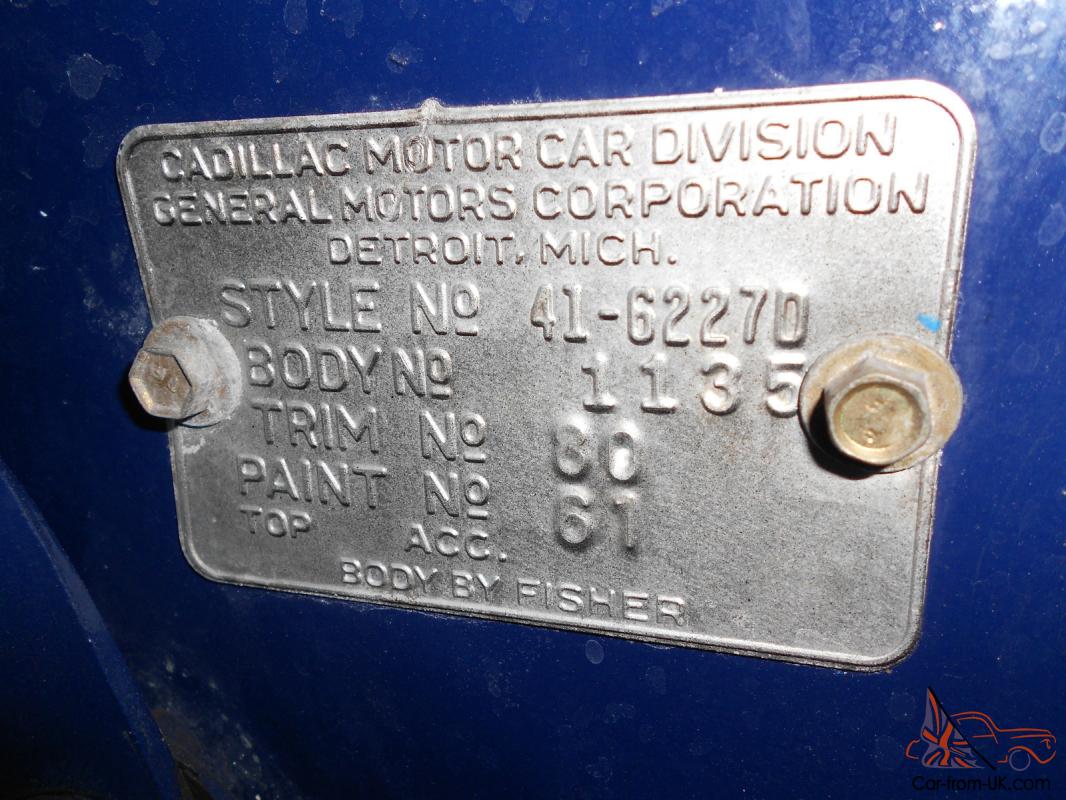 CADILLAC MOTOR CAR DIVISION
GENERAL MOTORS CORPORATION
DETROIT, MICH.
STYLE Nº 41-6227D
BODY Nº 1135
TRIM Nº 80
PAINT Nº 61
TOP ACC.
BODY BY FISHER
Car-from-UK.com